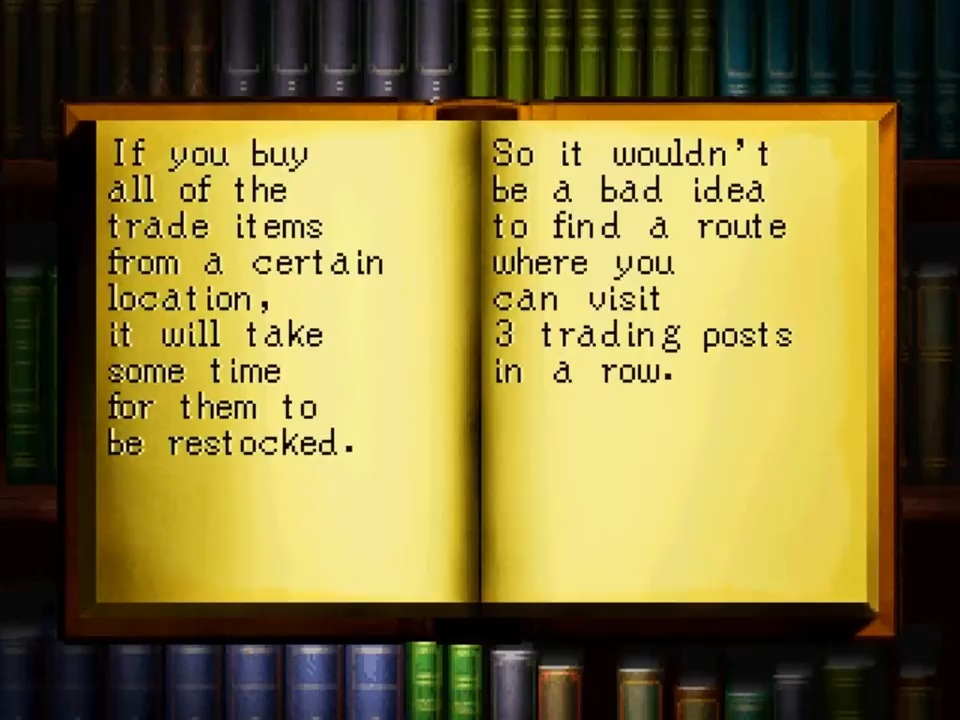 If you buy
all of the
trade items
from a certain
location,
it will take
some time
for them to
be restocked.
So it wouldn't
be a bad idea
to find a route
where you
can visit
3 trading posts
in a row.